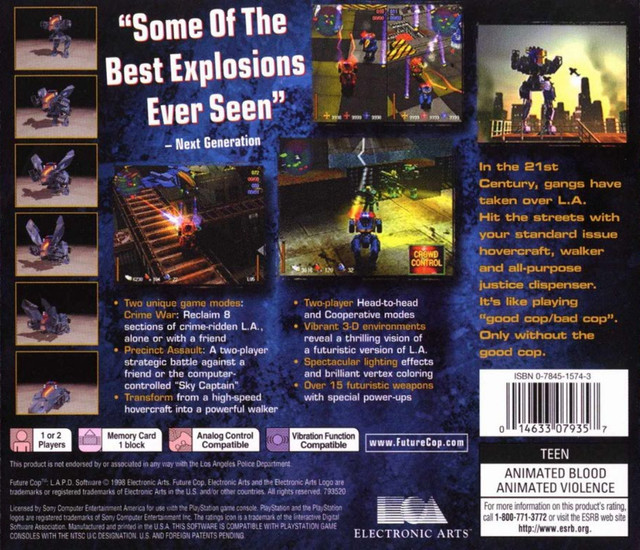 "Some Of The
Best Explosions
Ever Seen"
– Next Generation
CROWD
CONTROL
In the 21st
Century, gangs have
taken over L.A.
Hit the streets with
your standard issue
hovercraft, walker
and all-purpose
justice dispenser.
It's like playing
"good cop/bad cop".
Only without the
good cop.
• Two unique game modes:
Crime War: Reclaim 8
sections of crime-ridden L.A.,
alone or with a friend
• Precinct Assault: A two-player
strategic battle against a
friend or the computer-
controlled "Sky Captain"
• Transform from a high-speed
hovercraft into a powerful walker
• Two-player Head-to-head
and Cooperative modes
• Vibrant 3-D environments
reveal a thrilling vision of
a futuristic version of L.A.
• Spectacular lighting effects
and brilliant vertex coloring
• Over 15 futuristic weapons
with special power-ups
ISBN 0-7845-1574-3
0 14633 07935 7
1 or 2
Players
Memory Card
1 block
Analog Control
Compatible
Vibration Function
Compatible
www.FutureCop.com
This product is not endorsed by or associated in any way with the Los Angeles Police Department.
Future Cop™: L.A.P.D. Software © 1998 Electronic Arts. Future Cop, Electronic Arts and the Electronic Arts Logo are
trademarks or registered trademarks of Electronic Arts in the U.S. and/or other countries. All rights reserved. 793520
Licensed by Sony Computer Entertainment America for use with the PlayStation game console. PlayStation and the PlayStation
logos are registered trademarks of Sony Computer Entertainment Inc. The ratings icon is a trademark of the Interactive Digital
Software Association. Manufactured and printed in the U.S.A. THIS SOFTWARE IS COMPATIBLE WITH PLAYSTATION GAME
CONSOLES WITH THE NTSC U/C DESIGNATION. U.S. AND FOREIGN PATENTS PENDING.
ELECTRONIC ARTS™
TEEN
ANIMATED BLOOD
ANIMATED VIOLENCE
For more information on this product's rating,
call 1-800-771-3772 or visit the ESRB web site
http://www.esrb.org.